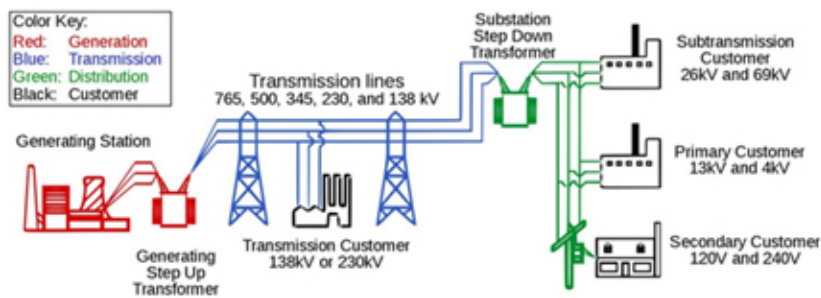 Color Key:
Red: Generation
Blue: Transmission
Green: Distribution
Black: Customer
Generating Station
Generating
Step Up
Transformer
Transmission lines
765, 500, 345, 230, and 138 kV
Transmission Customer
138kV or 230kV
Substation
Step Down
Transformer
Subtransmission
Customer
26kV and 69kV
Primary Customer
13kV and 4kV
Secondary Customer
120V and 240V